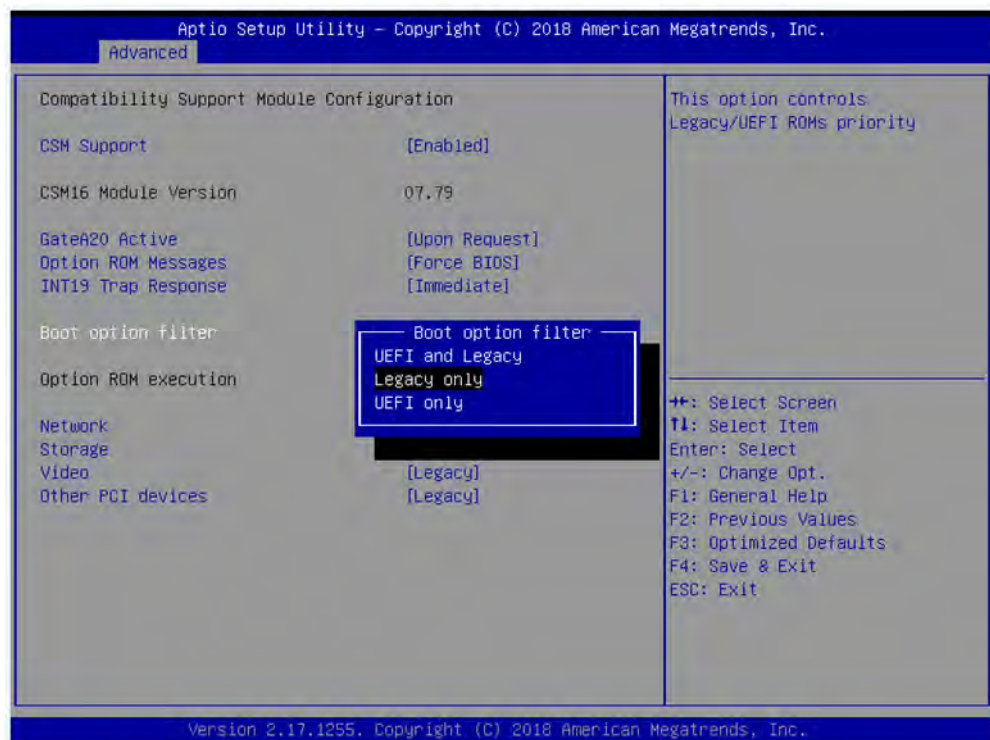 Aptio Setup Utility – Copyright (C) 2018 American Megatrends, Inc.
Advanced
Compatibility Support Module Configuration
CSM Support [Enabled]
CSM16 Module Version 07.79
GateA20 Active [Upon Request]
Option ROM Messages [Force BIOS]
INT19 Trap Response [Immediate]
Boot option filter
Option ROM execution
Network
Storage
Video [Legacy]
Other PCI devices [Legacy]
Boot option filter
UEFI and Legacy
Legacy only
UEFI only
This option controls
Legacy/UEFI ROMs priority
→←: Select Screen
↑↓: Select Item
Enter: Select
+/-: Change Opt.
F1: General Help
F2: Previous Values
F3: Optimized Defaults
F4: Save & Exit
ESC: Exit
Version 2.17.1255. Copyright (C) 2018 American Megatrends, Inc.